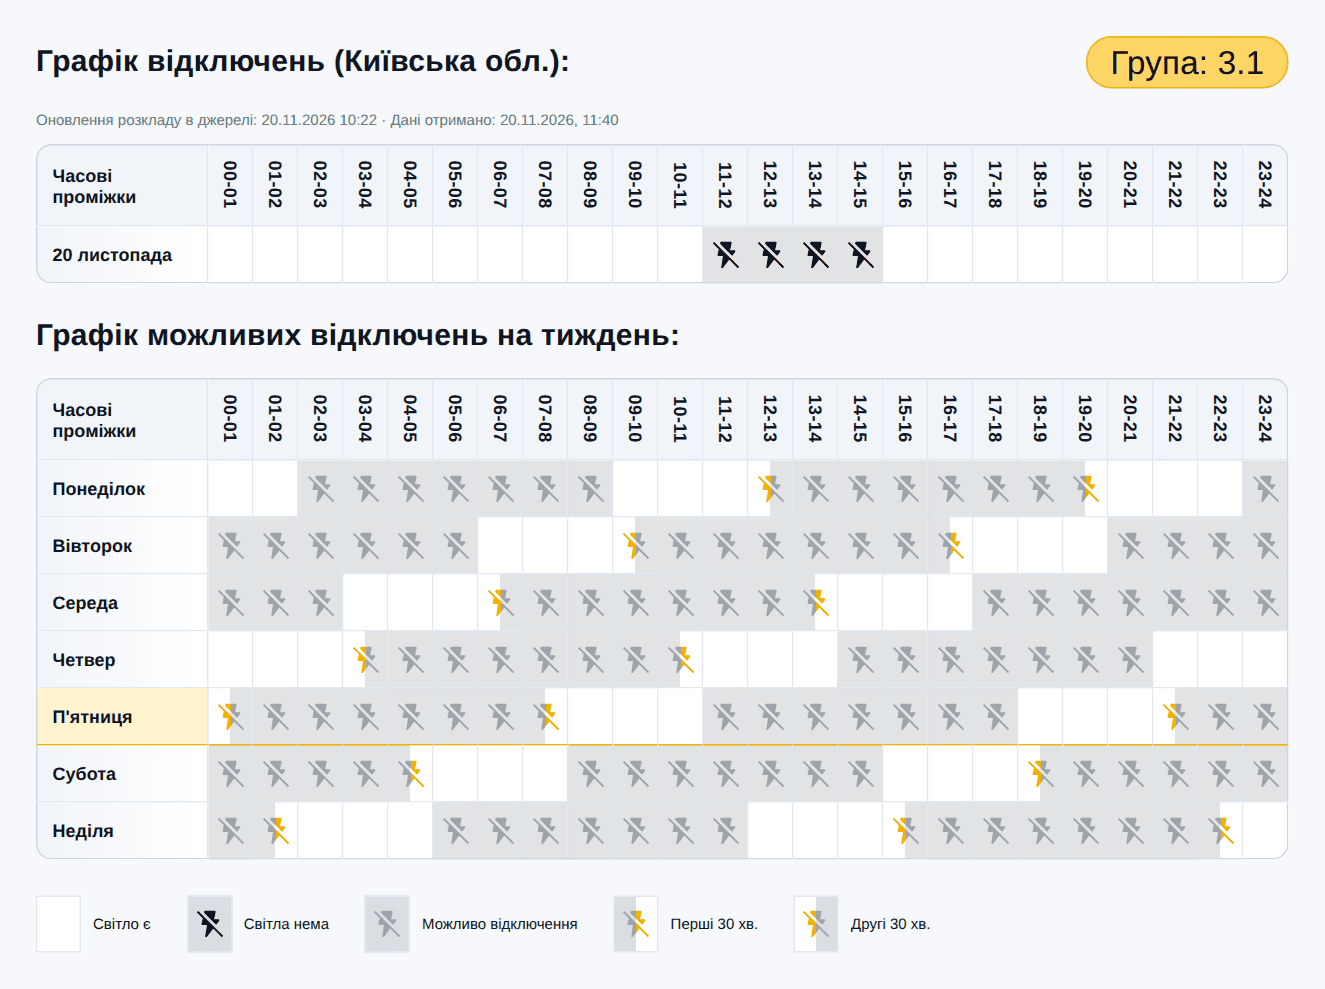 Графік відключень (Київська обл.):
Група: 3.1
Оновлення розкладу в джерелі: 20.11.2026 10:22 · Дані отримано: 20.11.2026, 11:40
Часові проміжки 00-01 01-02 02-03 03-04 04-05 05-06 06-07 07-08 08-09 09-10 10-11 11-12 12-13 13-14 14-15 15-16 16-17 17-18 18-19 19-20 20-21 21-22 22-23 23-24
20 листопада
Графік можливих відключень на тиждень:
Часові проміжки 00-01 01-02 02-03 03-04 04-05 05-06 06-07 07-08 08-09 09-10 10-11 11-12 12-13 13-14 14-15 15-16 16-17 17-18 18-19 19-20 20-21 21-22 22-23 23-24
Понеділок
Вівторок
Середа
Четвер
П'ятниця
Субота
Неділя
Світло є Світла нема Можливо відключення Перші 30 хв. Другі 30 хв.